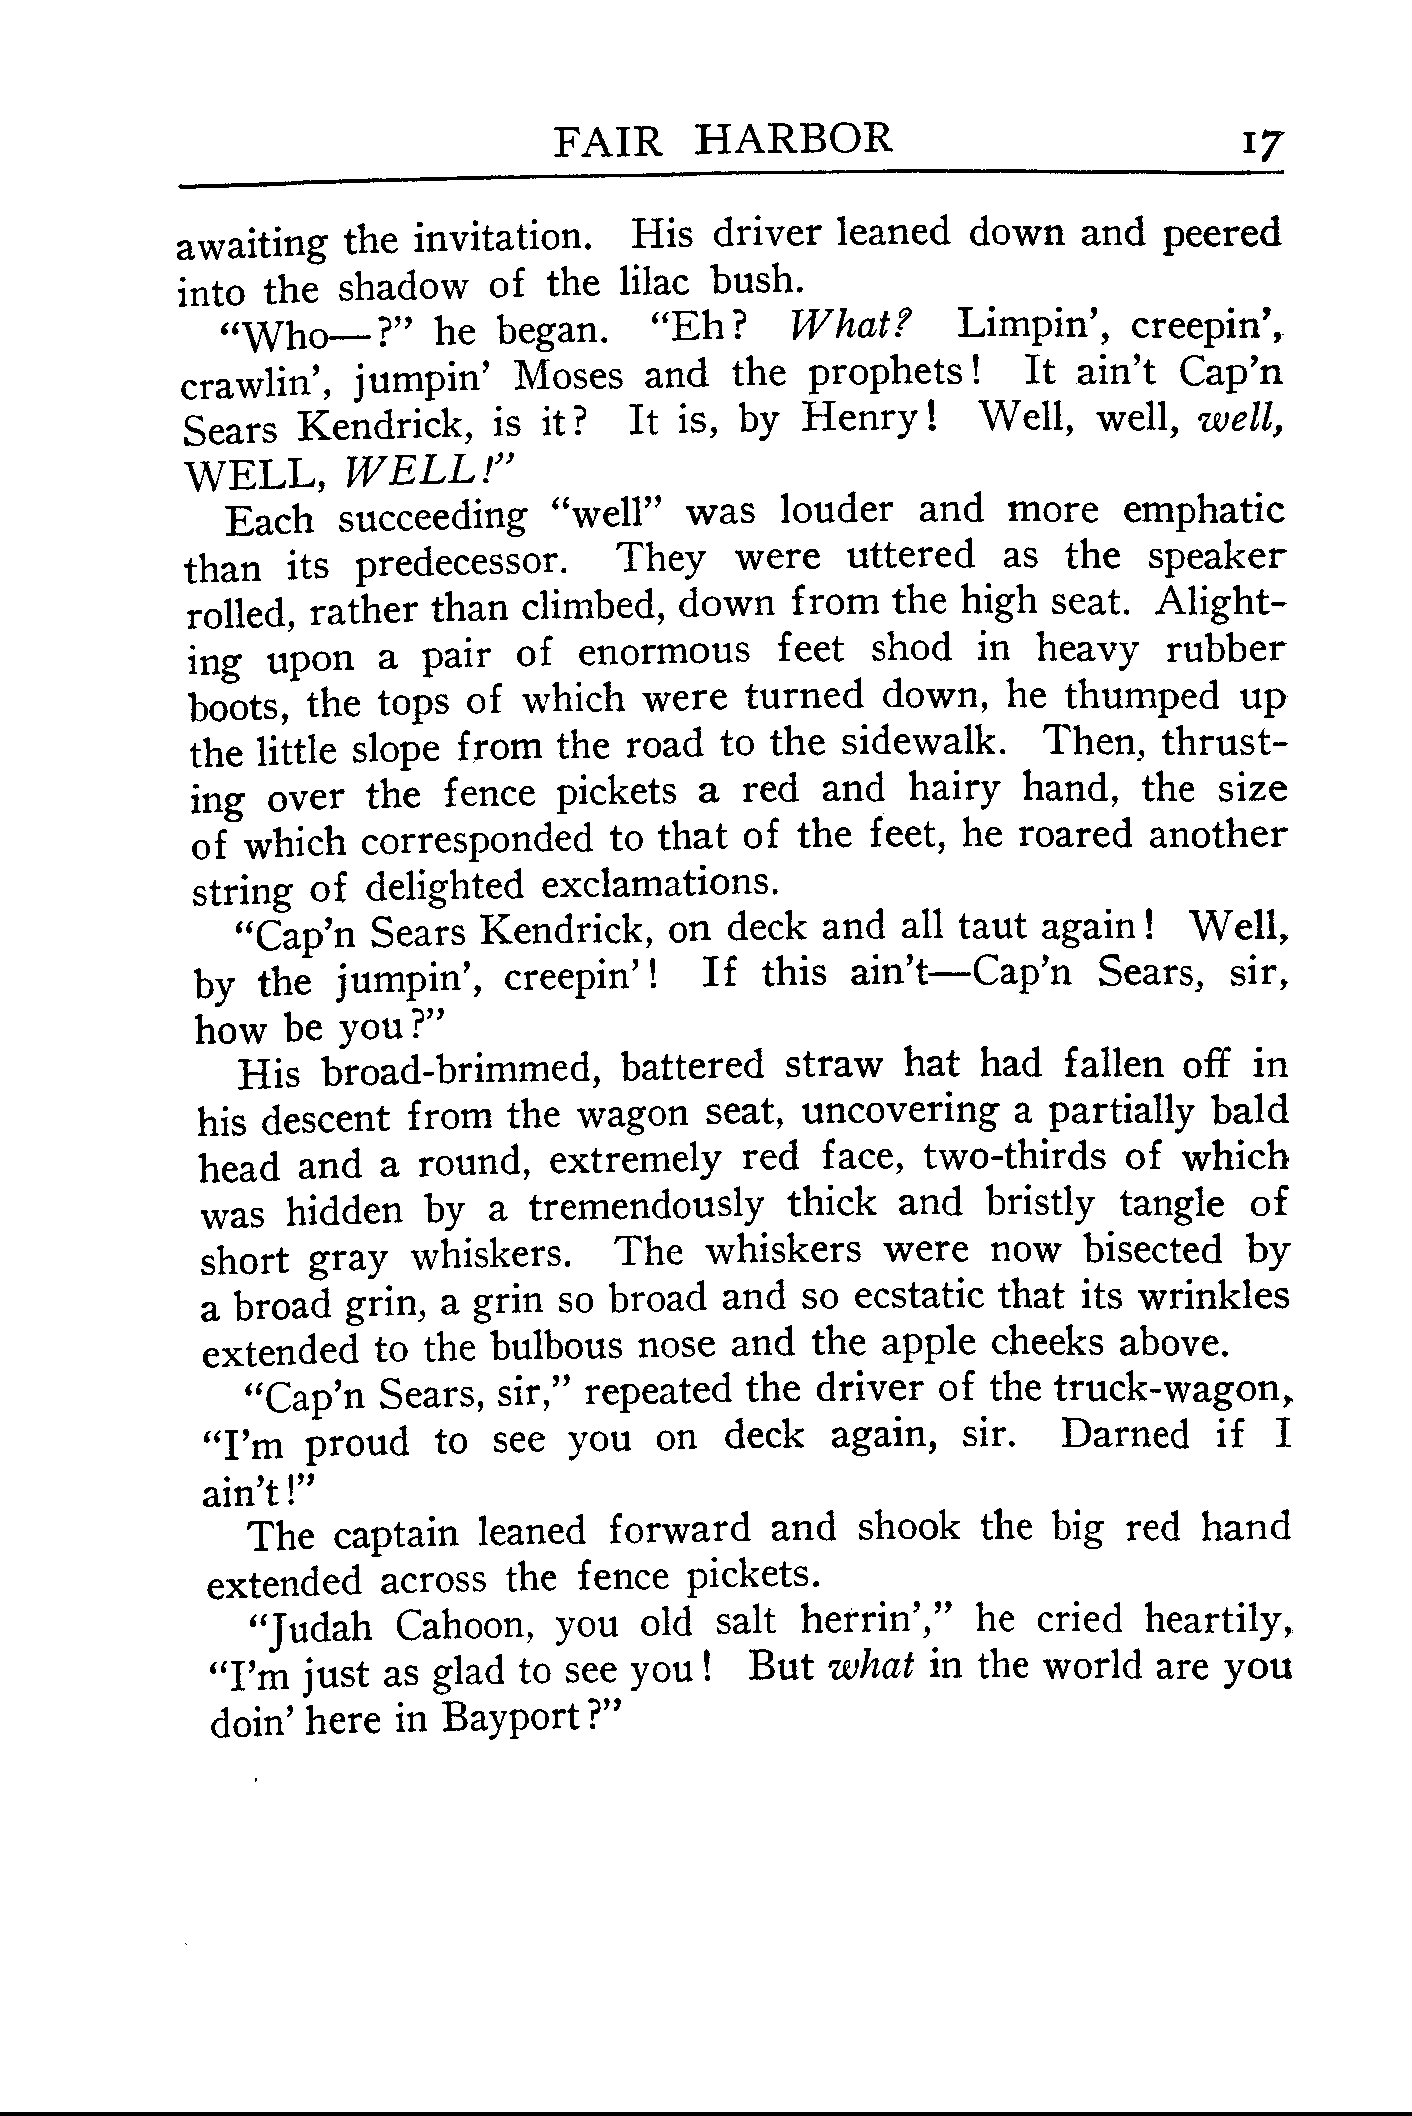 FAIR HARBOR 17
awaiting the invitation. His driver leaned down and peered
into the shadow of the lilac bush.
“Who—?” he began. “Eh? What? Limpin’, creepin’,
crawlin’, jumpin’ Moses and the prophets! It ain’t Cap’n
Sears Kendrick, is it? It is, by Henry! Well, well, well,
WELL, WELL!”
Each succeeding “well” was louder and more emphatic
than its predecessor. They were uttered as the speaker
rolled, rather than climbed, down from the high seat. Alight-
ing upon a pair of enormous feet shod in heavy rubber
boots, the tops of which were turned down, he thumped up
the little slope from the road to the sidewalk. Then, thrust-
ing over the fence pickets a red and hairy hand, the size
of which corresponded to that of the feet, he roared another
string of delighted exclamations.
“Cap’n Sears Kendrick, on deck and all taut again! Well,
by the jumpin’, creepin’! If this ain’t—Cap’n Sears, sir,
how be you?”
His broad-brimmed, battered straw hat had fallen off in
his descent from the wagon seat, uncovering a partially bald
head and a round, extremely red face, two-thirds of which
was hidden by a tremendously thick and bristly tangle of
short gray whiskers. The whiskers were now bisected by
a broad grin, a grin so broad and so ecstatic that its wrinkles
extended to the bulbous nose and the apple cheeks above.
“Cap’n Sears, sir,” repeated the driver of the truck-wagon,
“I’m proud to see you on deck again, sir. Darned if I
ain’t!”
The captain leaned forward and shook the big red hand
extended across the fence pickets.
“Judah Cahoon, you old salt herrin’,” he cried heartily,
“I’m just as glad to see you! But what in the world are you
doin’ here in Bayport?”